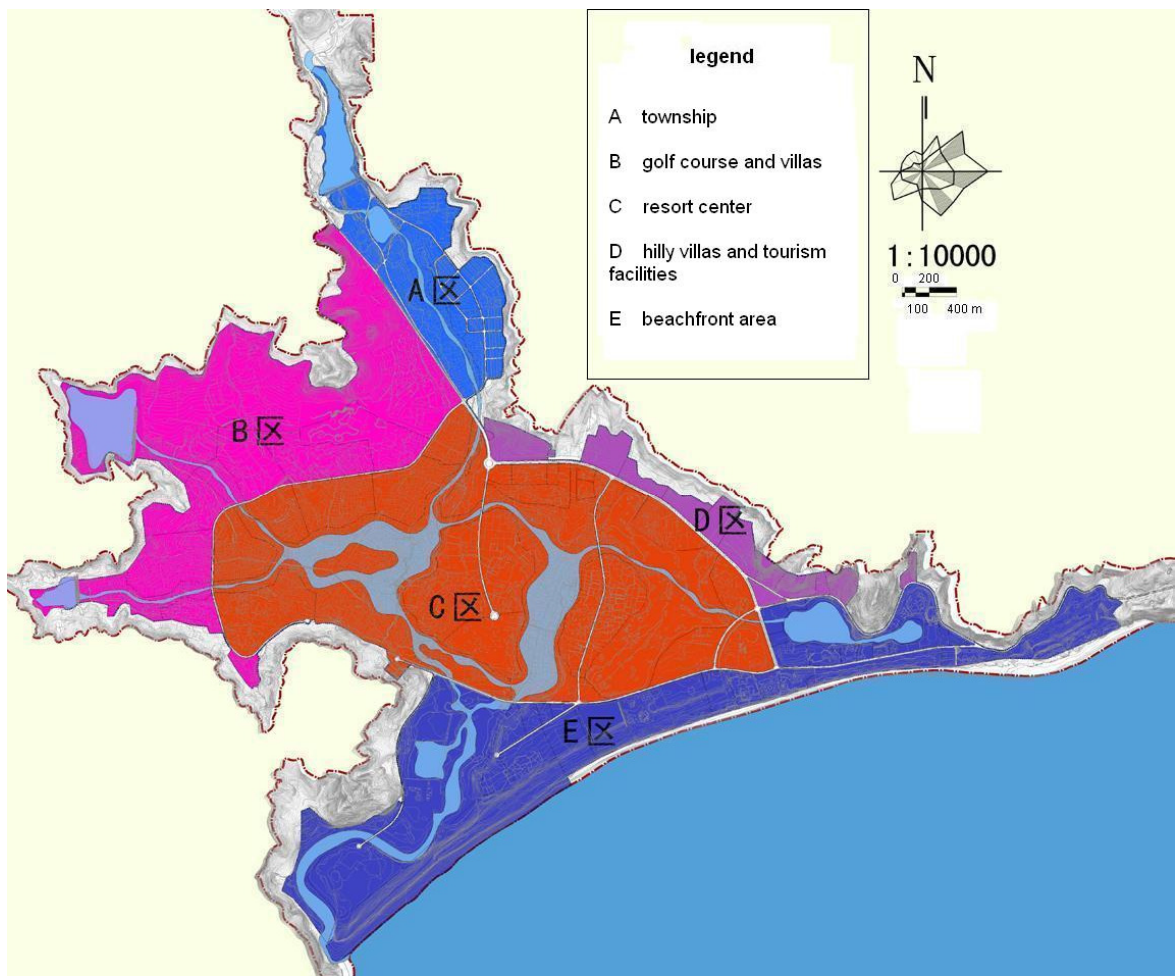 legend
A township
B golf course and villas
C resort center
D hilly villas and tourism
facilities
E beachfront area
N
1:10000
0 200
100 400 m
A区
B区
D区
C区
E区